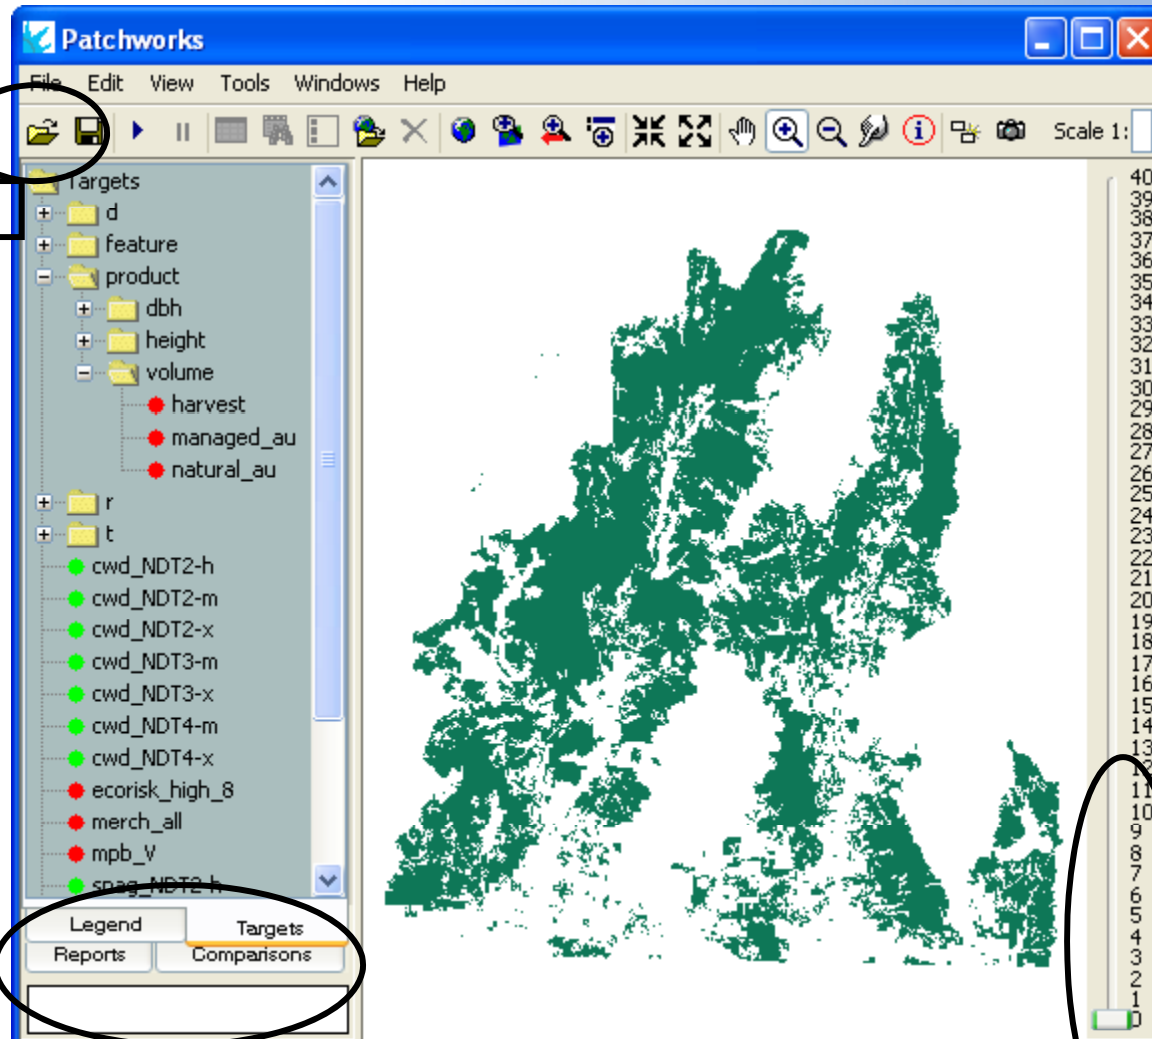 Patchworks
File Edit View Tools Windows Help
Scale 1:
Targets
d
feature
product
dbh
height
volume
harvest
managed_au
natural_au
r
t
cwd_NDT2-h
cwd_NDT2-m
cwd_NDT2-x
cwd_NDT3-m
cwd_NDT3-x
cwd_NDT4-m
cwd_NDT4-x
ecorisk_high_8
merch_all
mpb_V
snag_NDT2-h
Legend Targets
Reports Comparisons
40
39
38
37
36
35
34
33
32
31
30
29
28
27
26
25
24
23
22
21
20
19
18
17
16
15
14
13
12
11
10
9
8
7
6
5
4
3
2
1
0